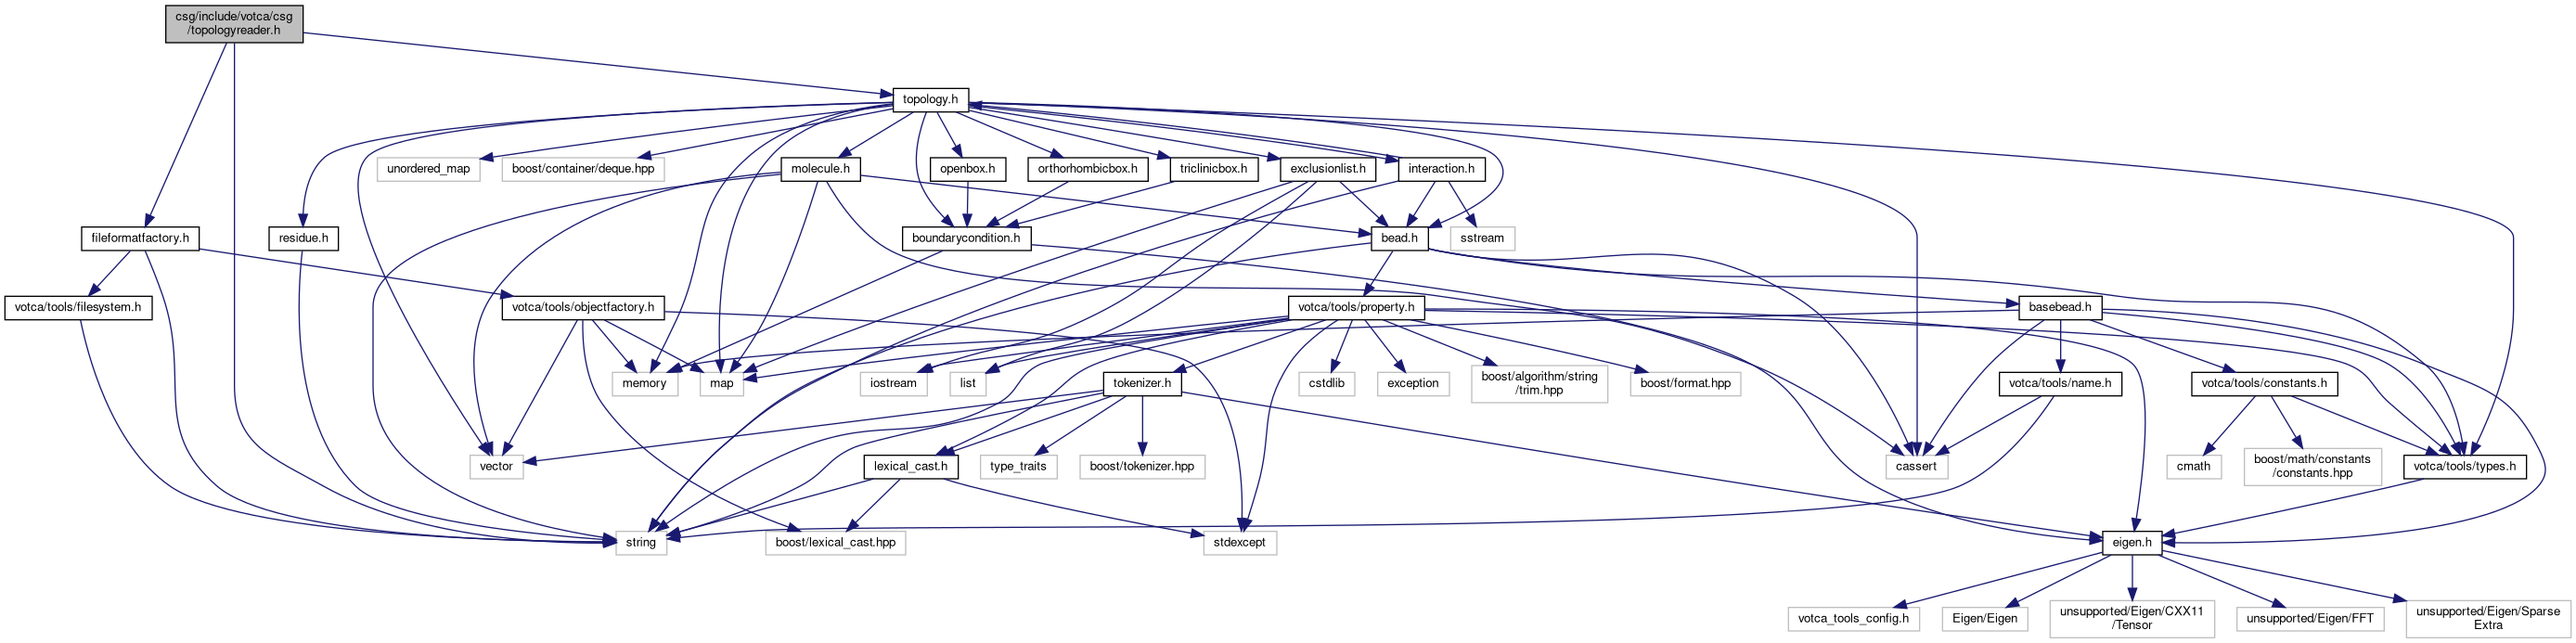 csg/include/votca/csg
/topologyreader.h
topology.h
unordered_map
boost/container/deque.hpp
molecule.h
openbox.h
orthorhombicbox.h
triclinicbox.h
exclusionlist.h
interaction.h
fileformatfactory.h
residue.h
boundarycondition.h
bead.h
sstream
votca/tools/filesystem.h
votca/tools/objectfactory.h
votca/tools/property.h
basebead.h
memory
map
iostream
list
tokenizer.h
cstdlib
exception
boost/algorithm/string
/trim.hpp
boost/format.hpp
votca/tools/name.h
votca/tools/constants.h
vector
lexical_cast.h
type_traits
boost/tokenizer.hpp
cassert
cmath
boost/math/constants
/constants.hpp
votca/tools/types.h
string
boost/lexical_cast.hpp
stdexcept
eigen.h
votca_tools_config.h
Eigen/Eigen
unsupported/Eigen/CXX11
/Tensor
unsupported/Eigen/FFT
unsupported/Eigen/Sparse
Extra